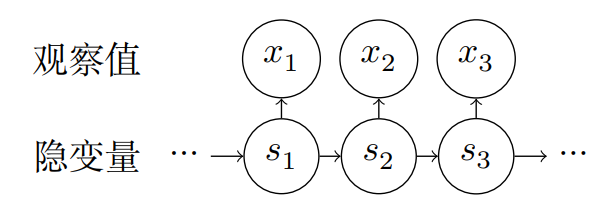 观察值 x₁ x₂ x₃
隐变量 ··· s₁ s₂ s₃ ···